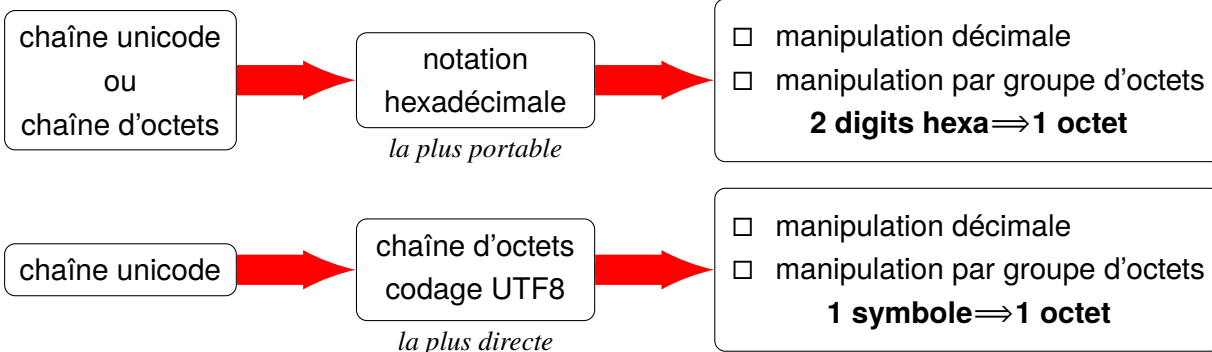 chaîne unicode
ou
chaîne d'octets
notation
hexadécimale
la plus portable
□ manipulation décimale
□ manipulation par groupe d'octets
2 digits hexa⟹1 octet
chaîne unicode
chaîne d'octets
codage UTF8
la plus directe
□ manipulation décimale
□ manipulation par groupe d'octets
1 symbole⟹1 octet